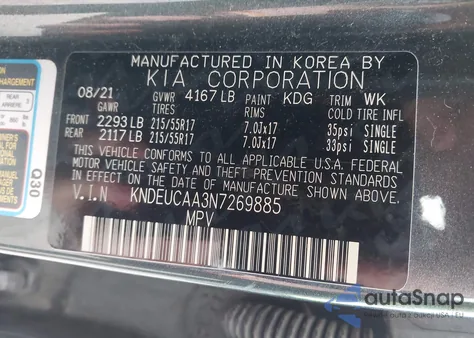 MANUFACTURED IN KOREA BY
KIA CORPORATION
08/21 GVWR 4167 LB PAINT KDG TRIM WK
GAWR TIRES RIMS COLD TIRE INFL
FRONT 2293 LB 215/55R17 7.0Jx17 35psi SINGLE
REAR 2117 LB 215/55R17 7.0Jx17 33psi SINGLE
THIS VEHICLE CONFORMS TO ALL APPLICABLE U.S.A. FEDERAL
MOTOR VEHICLE SAFETY AND THEFT PREVENTION STANDARDS
IN EFFECT ON THE DATE OF MANUFACTURE SHOWN ABOVE.
V.I.N KNDEUCAA3N7269885
MPV
Q30
autoSnap